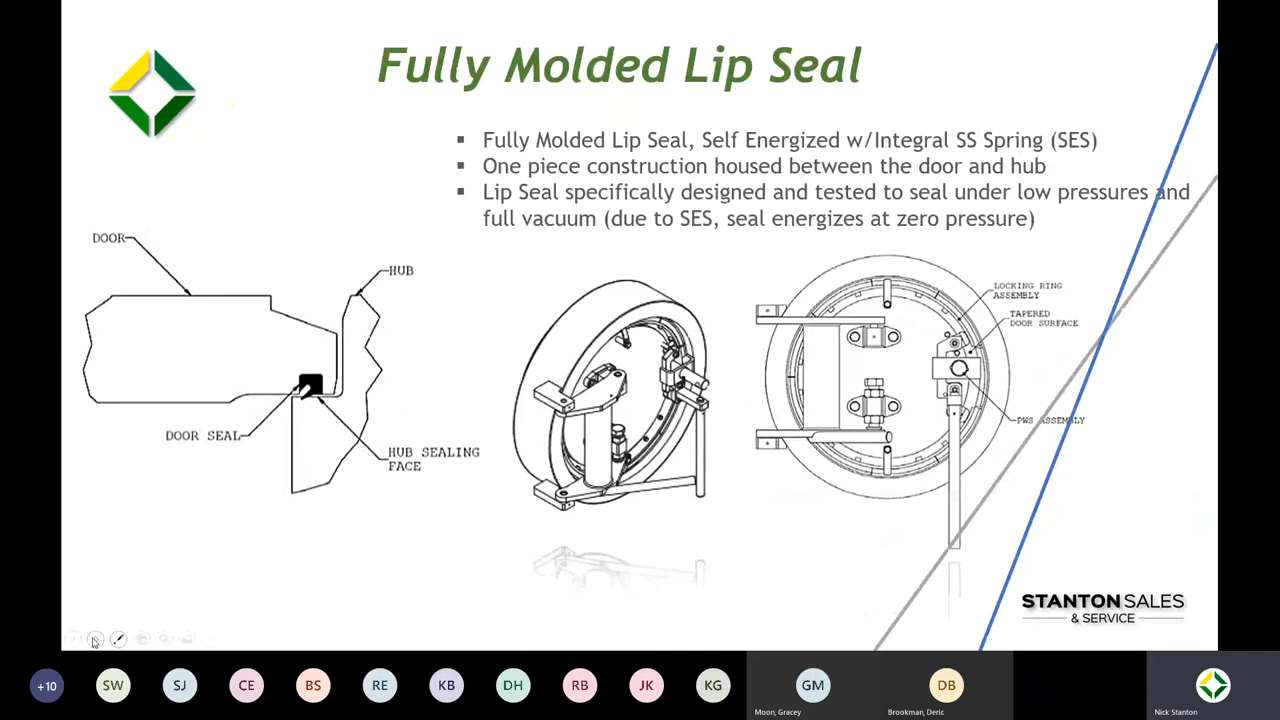 Fully Molded Lip Seal
▪ Fully Molded Lip Seal, Self Energized w/Integral SS Spring (SES)
▪ One piece construction housed between the door and hub
▪ Lip Seal specifically designed and tested to seal under low pressures and
full vacuum (due to SES, seal energizes at zero pressure)
DOOR
HUB
DOOR SEAL
HUB SEALING
FACE
LOCKING RING
ASSEMBLY
TAPERED
DOOR SURFACE
PWS ASSEMBLY
STANTON SALES
& SERVICE
+10
SW
SJ
CE
BS
RE
KB
DH
RB
JK
KG
GM
DB
Moon, Gracey
Brookman, Deric
Nick Stanton